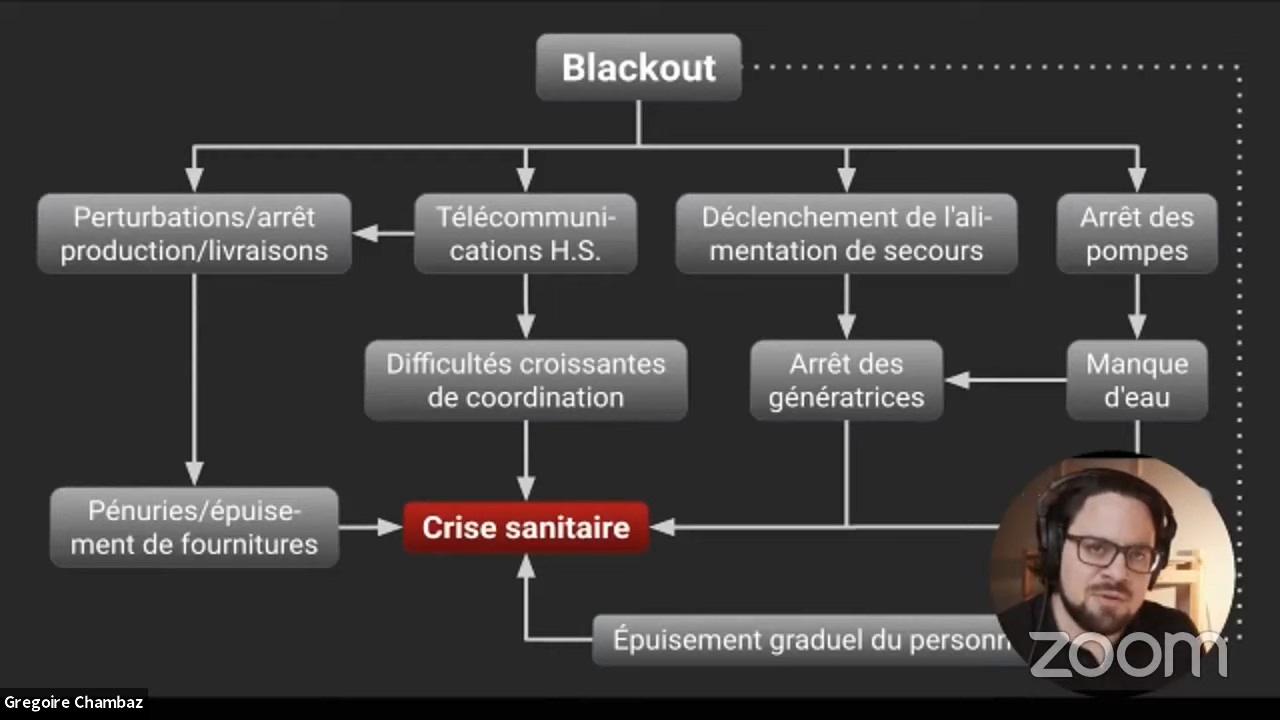 Blackout
Perturbations/arrêt
production/livraisons
Télécommuni-
cations H.S.
Déclenchement de l'ali-
mentation de secours
Arrêt des
pompes
Difficultés croissantes
de coordination
Arrêt des
génératrices
Manque
d'eau
Pénuries/épuise-
ment de fournitures
Crise sanitaire
Épuisement graduel du
zoom
Gregoire Chambaz